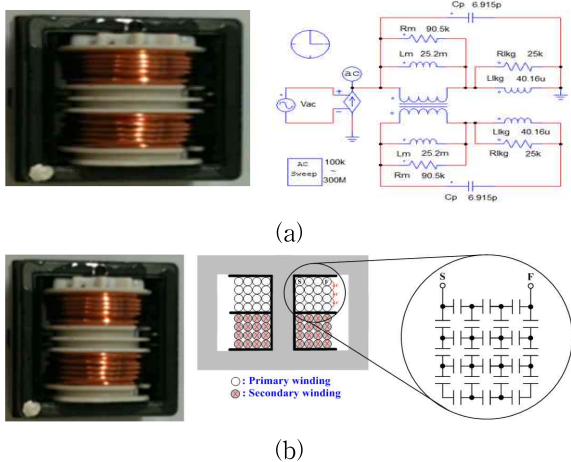 Cp 6.915p
Rm 90.5k
Lm 25.2m
Rlkg 25k
Llkg 40.16u
ac
Vac
Llkg 40.16u
Rlkg 25k
Lm 25.2m
Rm 90.5k
Cp 6.915p
AC Sweep
100k
~
300M
(a)
S F
S F
○: Primary winding
⊗: Secondary winding
(b)